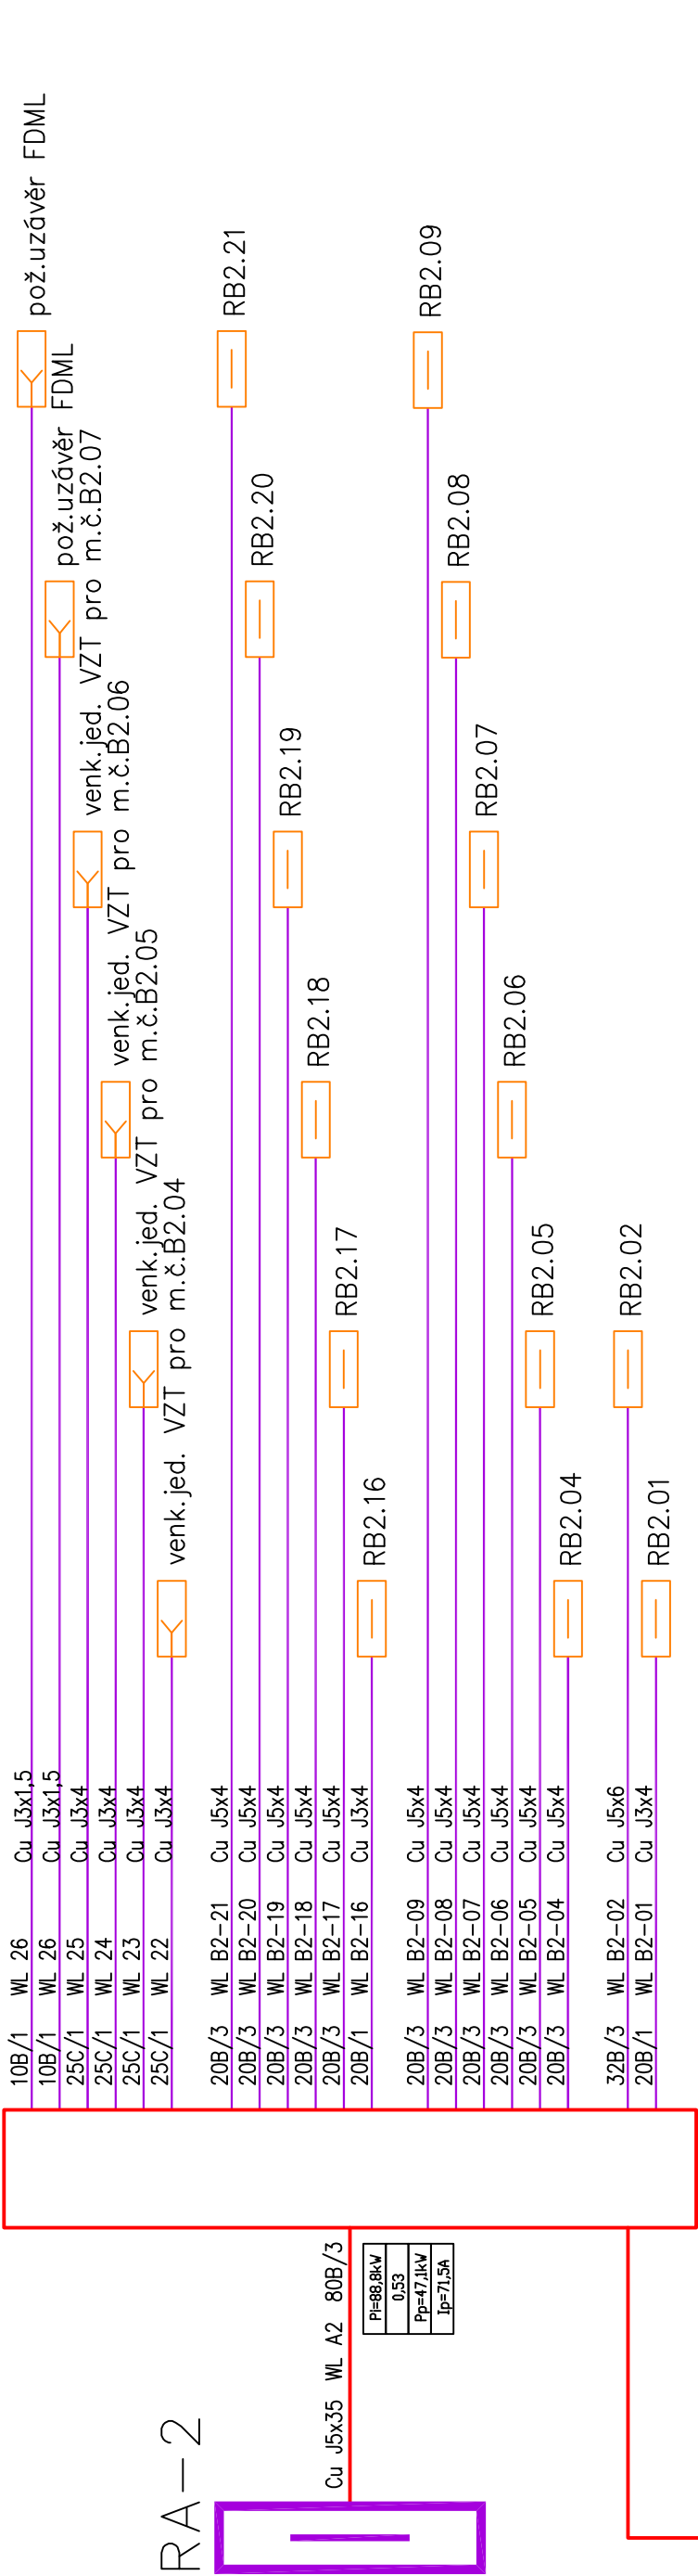 10B/1 WL 26 Cu J3x1,5 pož.uzávěr FDML
10B/1 WL 26 Cu J3x1,5 pož.uzávěr FDML
25C/1 WL 25 Cu J3x4 venk.jed. VZT pro m.č.B2.07
25C/1 WL 24 Cu J3x4 venk.jed. VZT pro m.č.B2.06
25C/1 WL 23 Cu J3x4 venk.jed. VZT pro m.č.B2.05
25C/1 WL 22 Cu J3x4 venk.jed. VZT pro m.č.B2.04
20B/3 WL B2-21 Cu J5x4 RB2.21
20B/3 WL B2-20 Cu J5x4 RB2.20
20B/3 WL B2-19 Cu J5x4 RB2.19
20B/3 WL B2-18 Cu J5x4 RB2.18
20B/3 WL B2-17 Cu J5x4 RB2.17
20B/1 WL B2-16 Cu J3x4 RB2.16
20B/3 WL B2-09 Cu J5x4 RB2.09
20B/3 WL B2-08 Cu J5x4 RB2.08
20B/3 WL B2-07 Cu J5x4 RB2.07
20B/3 WL B2-06 Cu J5x4 RB2.06
20B/3 WL B2-05 Cu J5x4 RB2.05
20B/3 WL B2-04 Cu J5x4 RB2.04
32B/3 WL B2-02 Cu J5x6 RB2.02
20B/1 WL B2-01 Cu J3x4 RB2.01
RA-2
Cu J5x35 WL A2 80B/3
Pi=88,8kW
0,53
Pp=47,1kW
Ip=71,5A